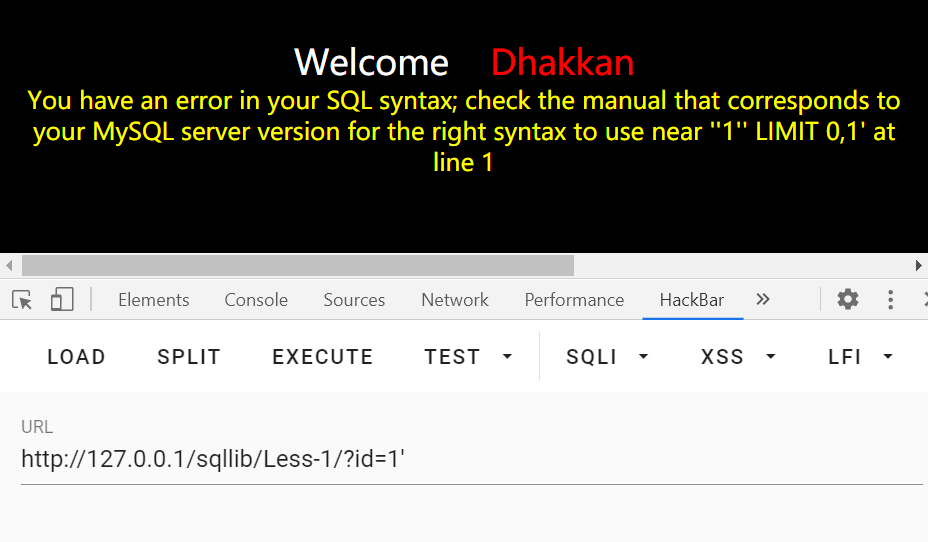 Welcome Dhakkan
You have an error in your SQL syntax; check the manual that corresponds to
your MySQL server version for the right syntax to use near ''1'' LIMIT 0,1' at
line 1
Elements Console Sources Network Performance HackBar
LOAD SPLIT EXECUTE TEST SQLI XSS LFI
URL
http://127.0.0.1/sqllib/Less-1/?id=1'